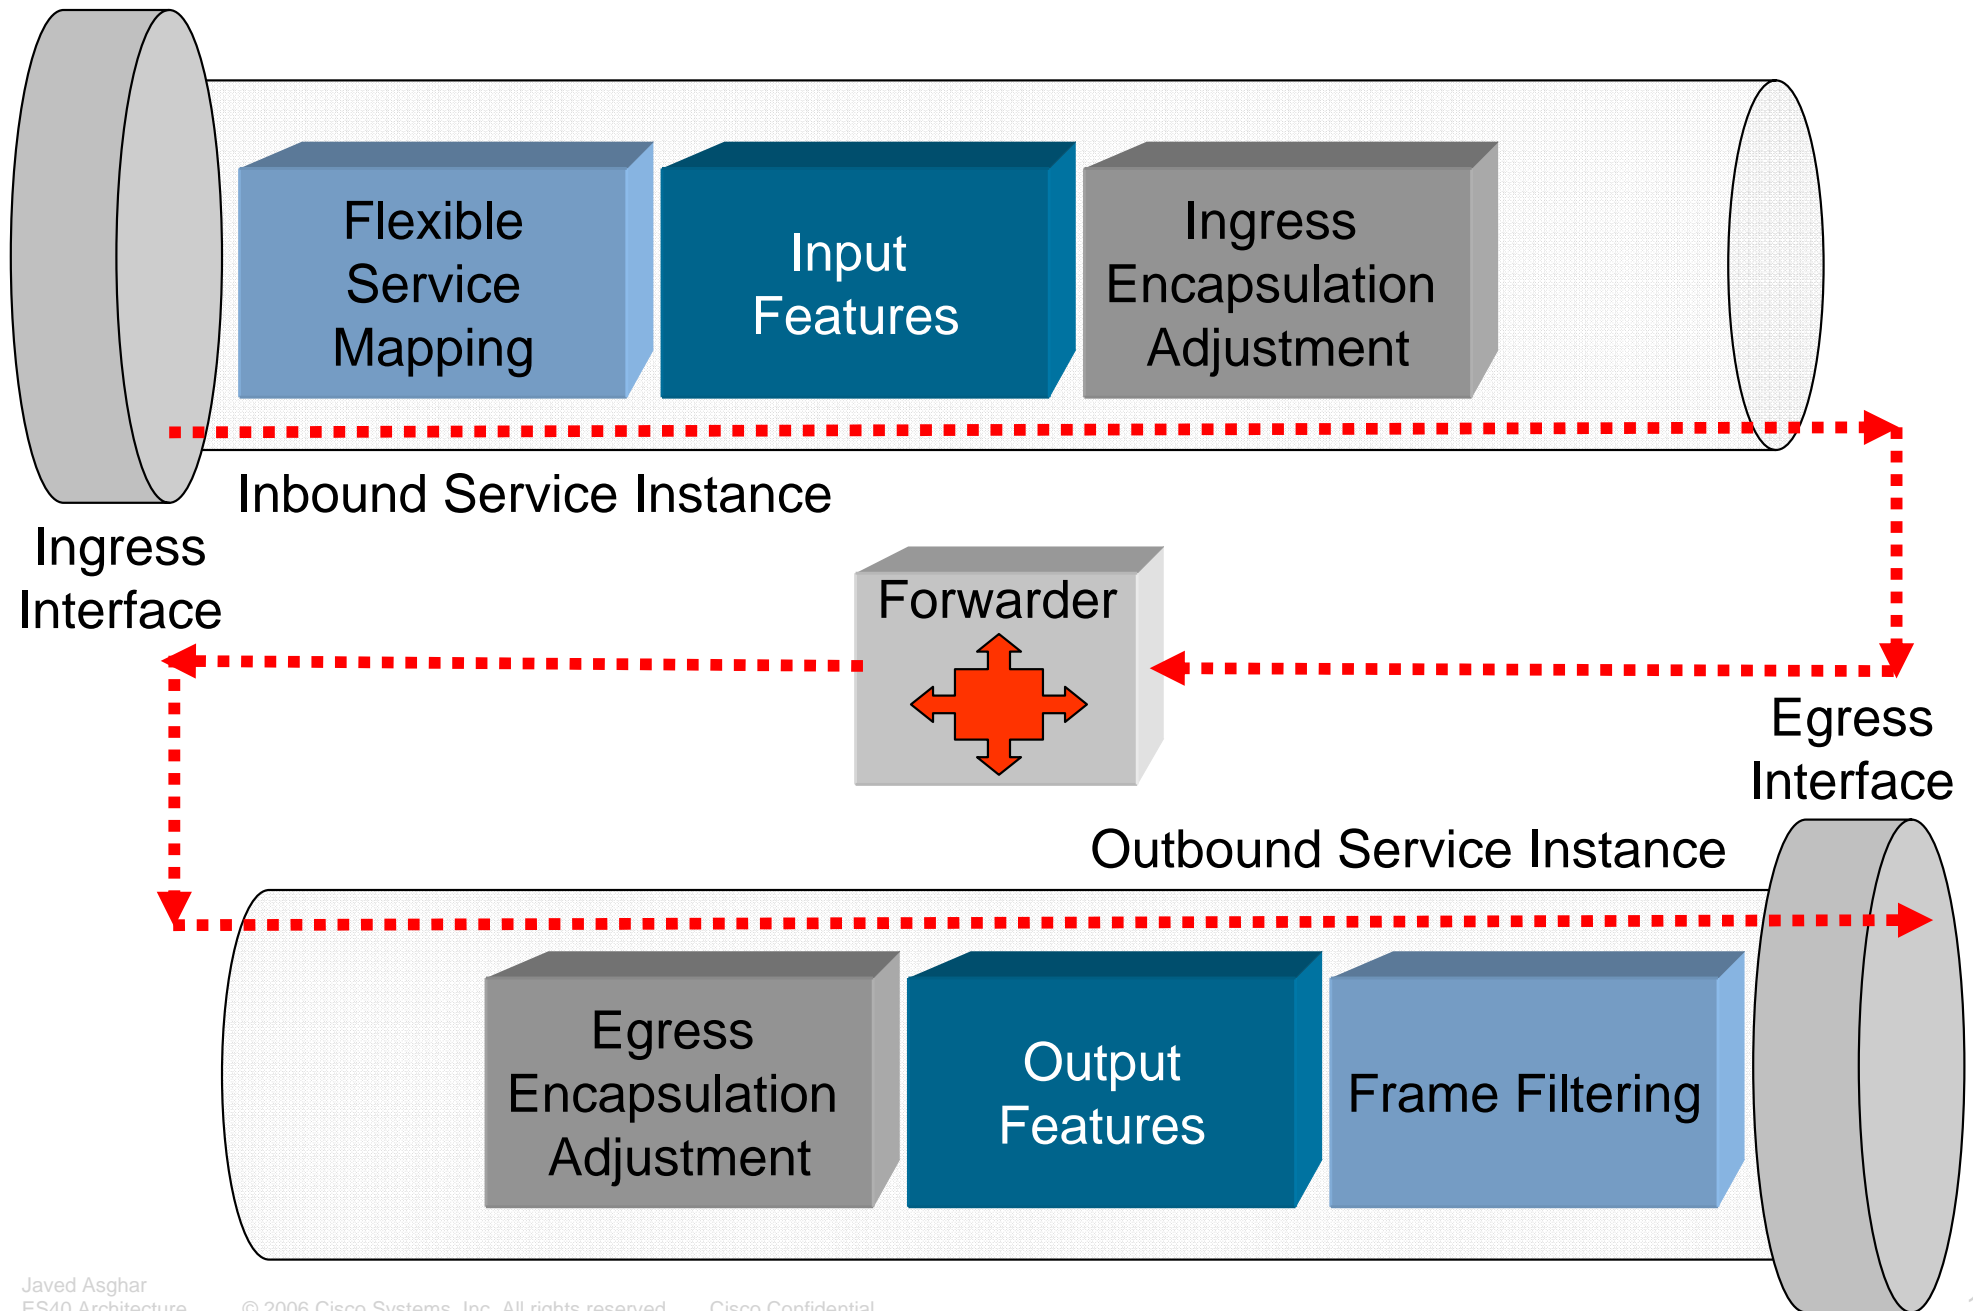 Flexible
Service
Mapping
Input
Features
Ingress
Encapsulation
Adjustment
Inbound Service Instance
Ingress
Interface
Forwarder
Egress
Interface
Outbound Service Instance
Egress
Encapsulation
Adjustment
Output
Features
Frame Filtering
Javed Asghar
ES40 Architecture © 2006 Cisco Systems, Inc. All rights reserved. Cisco Confidential